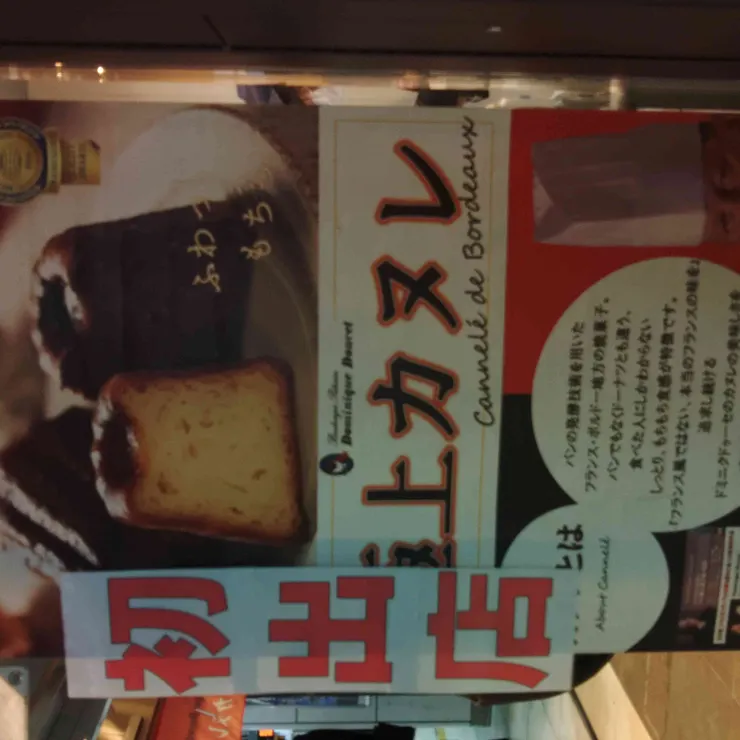 初出店
ふわ
もち
Dominique Doucet
上カヌレ
Cannelé de Bordeaux
とは
About Cannelé
パンの発酵技術を用いた
フランス・ボルドー地方の焼菓子。
パンでもなくドーナツとも違う、
食べた人にしかわからない
しっとり、もちもち食感が特徴です。
『フランス風ではない、本当のフランスの味を』
追求し続ける
ドミニクドゥーセのカヌレの美味しさを